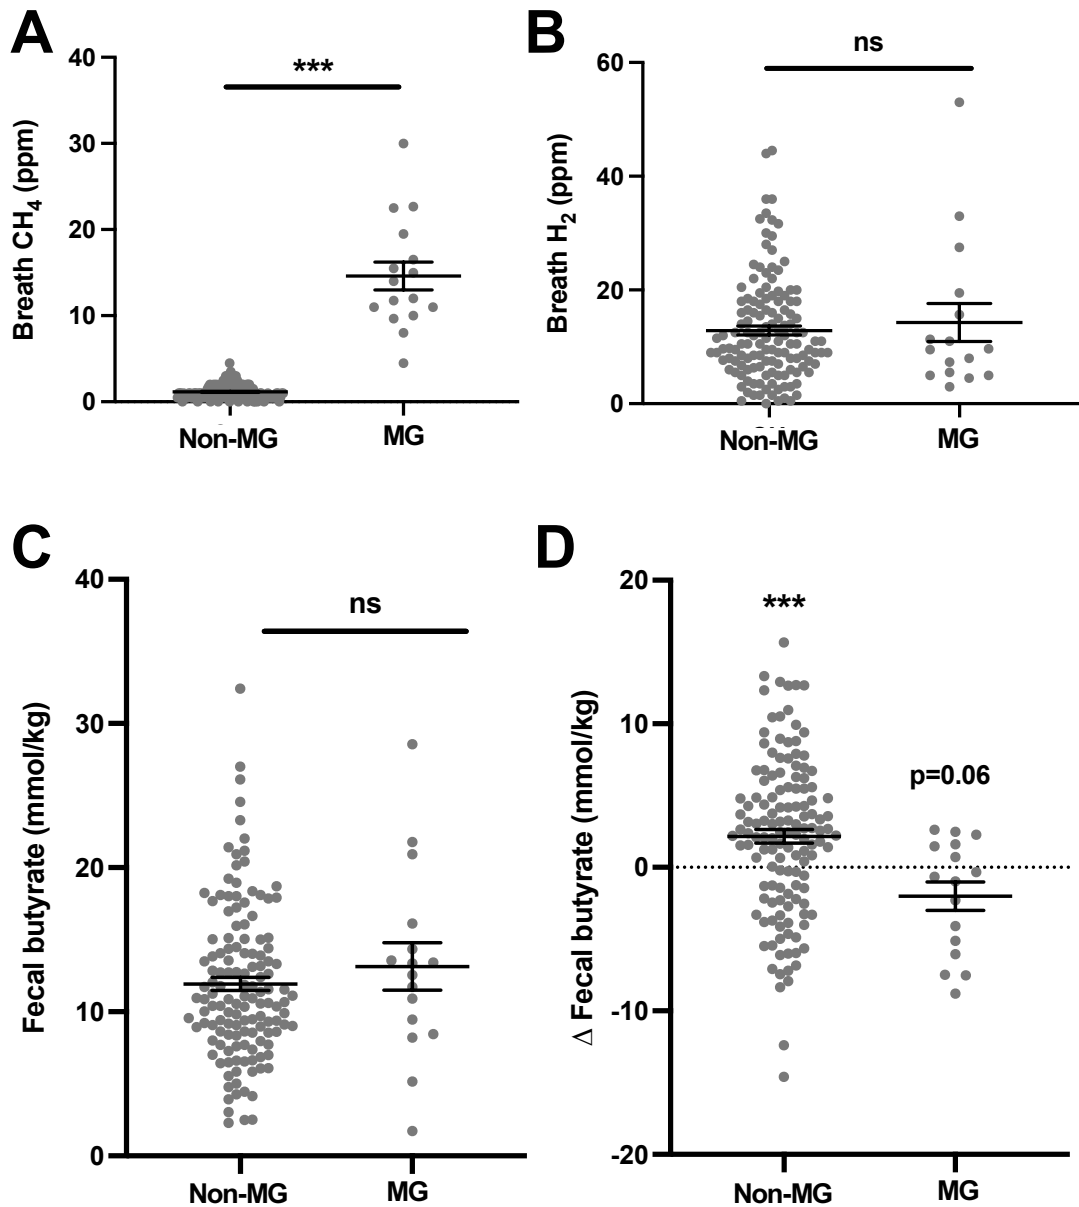 A
Breath CH4 (ppm)
40
30
20
10
0
***
Non-MG
MG
B
Breath H2 (ppm)
60
40
20
0
ns
Non-MG
MG
C
Fecal butyrate (mmol/kg)
40
30
20
10
0
ns
Non-MG
MG
D
Δ Fecal butyrate (mmol/kg)
20
10
0
-10
-20
***
p=0.06
Non-MG
MG